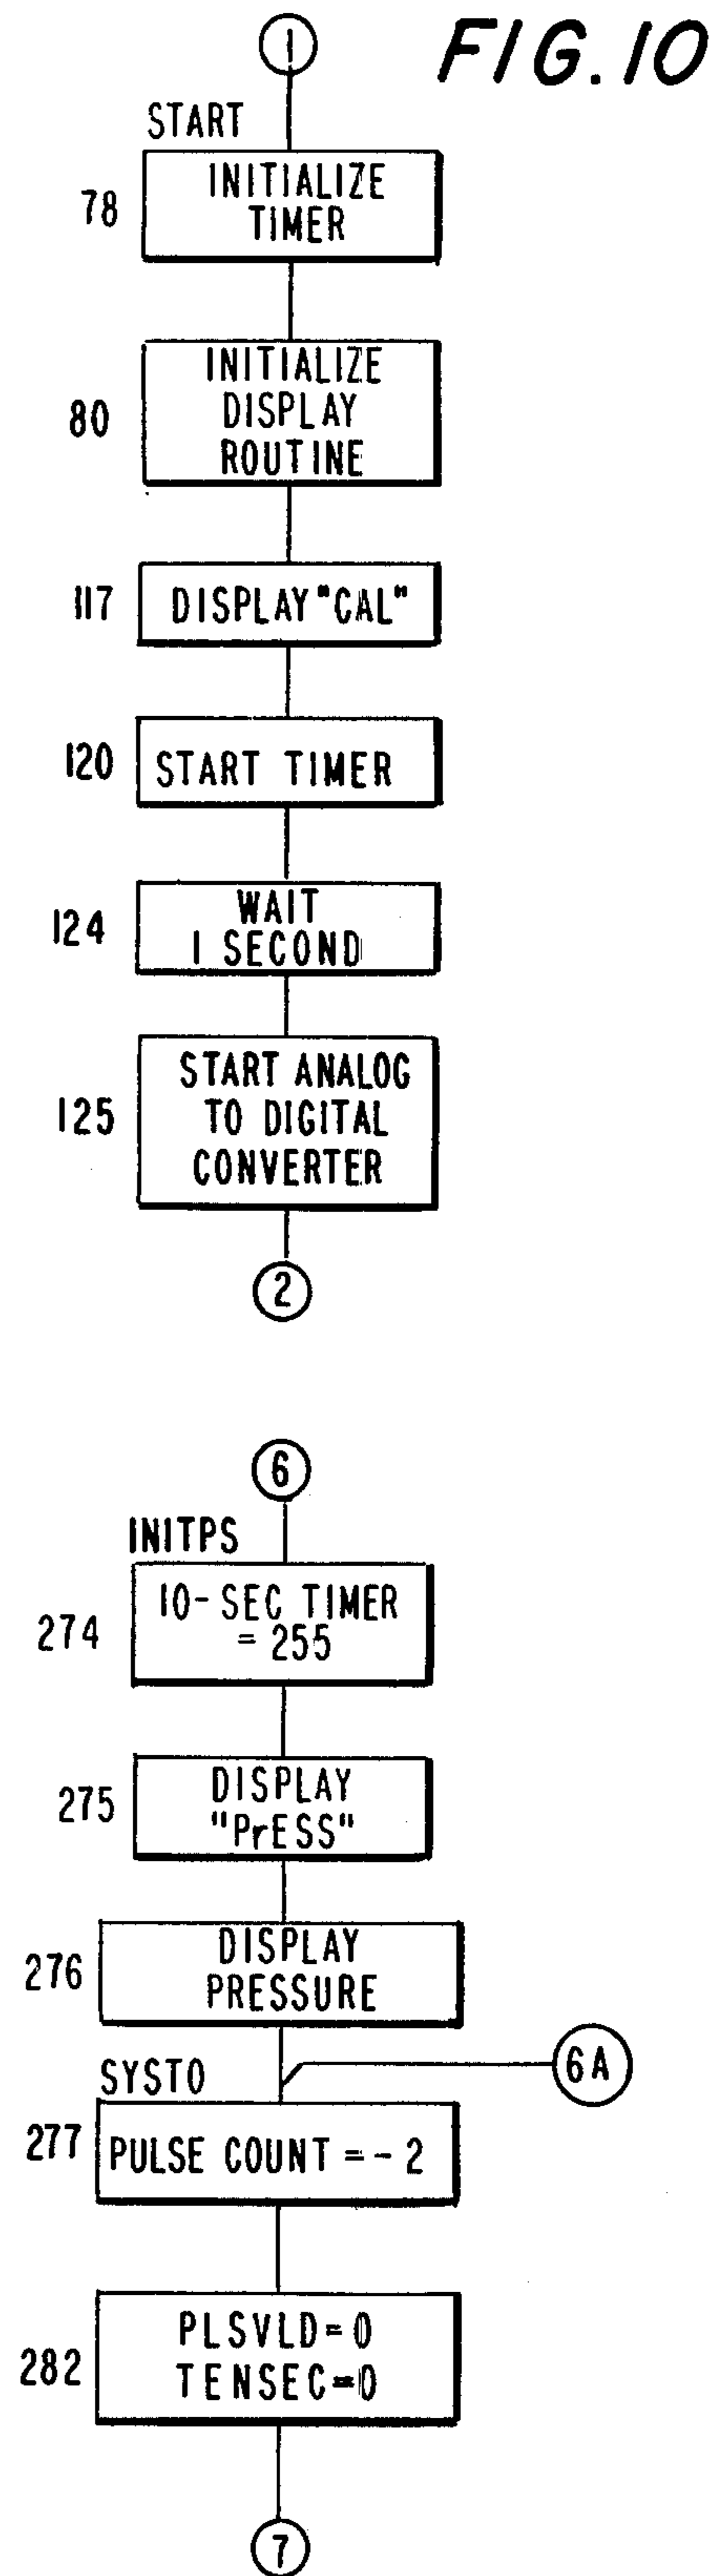 FIG. 10
1
START
78
INITIALIZE
TIMER
80
INITIALIZE
DISPLAY
ROUTINE
117
DISPLAY "CAL"
120
START TIMER
124
WAIT
1 SECOND
125
START ANALOG
TO DIGITAL
CONVERTER
2
6
INITPS
274
10-SEC TIMER
= 255
275
DISPLAY
"PrESS"
276
DISPLAY
PRESSURE
6A
SYSTO
277
PULSE COUNT = -2
282
PLSVLD=0
TENSEC=0
7